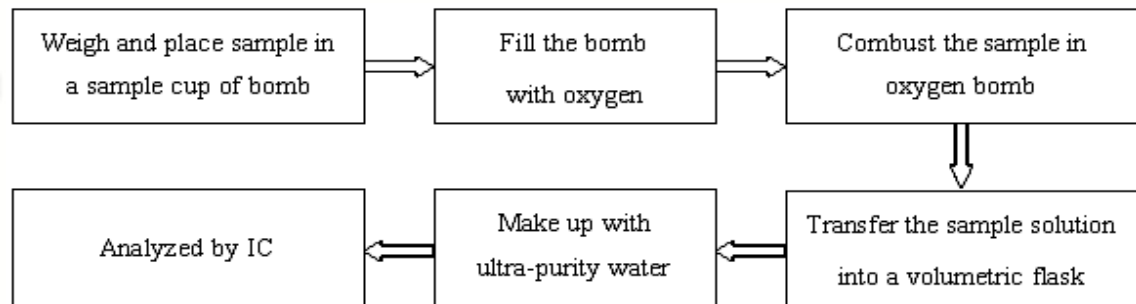 Weigh and place sample in
a sample cup of bomb
Fill the bomb
with oxygen
Combust the sample in
oxygen bomb
Transfer the sample solution
into a volumetric flask
Make up with
ultra-purity water
Analyzed by IC